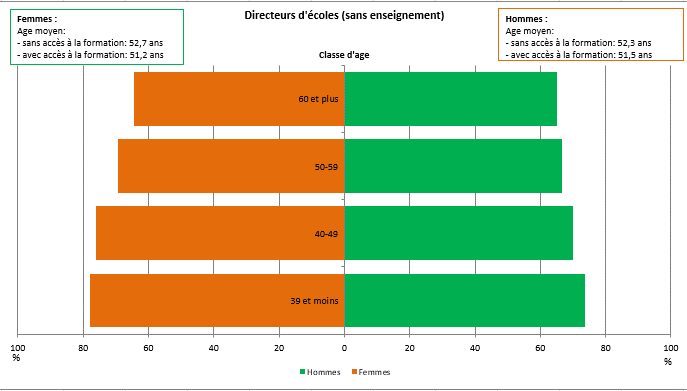 Directeurs d'écoles (sans enseignement)
Femmes :
Age moyen:
- sans accès à la formation: 52,7 ans
- avec accès à la formation: 51,2 ans
Hommes :
Age moyen:
- sans accès à la formation: 52,3 ans
- avec accès à la formation: 51,5 ans
Classe d'age
60 et plus
50-59
40-49
39 et moins
100 80 60 40 20 0 20 40 60 80 100
% %
Hommes Femmes